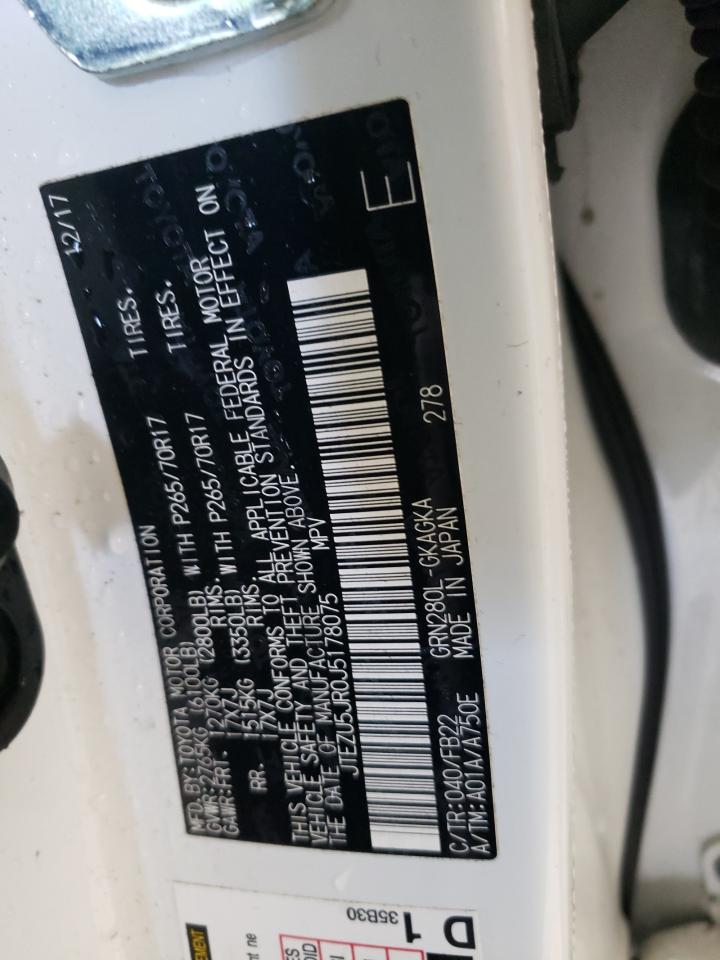 MFD. BY:TOYOTA MOTOR CORPORATION 12/17
GVWR:2765KG (6100LB)
GAWR:FRT. 1270KG (2800LB) WITH P265/70R17 TIRES.
17X7J RIMS.
RR. 1515KG (3350LB) WITH P265/70R17 TIRES.
17X7J RIMS
THIS VEHICLE CONFORMS TO ALL APPLICABLE FEDERAL MOTOR
VEHICLE SAFETY AND THEFT PREVENTION STANDARDS IN EFFECT ON
THE DATE OF MANUFACTURE SHOWN ABOVE.
JTEZU5JR0J5178075 MPV
E
C/TR:040/FB22 GRN280L-GKAGKA 278
A/TM:A01A/A750E MADE IN JAPAN
D1
35B30